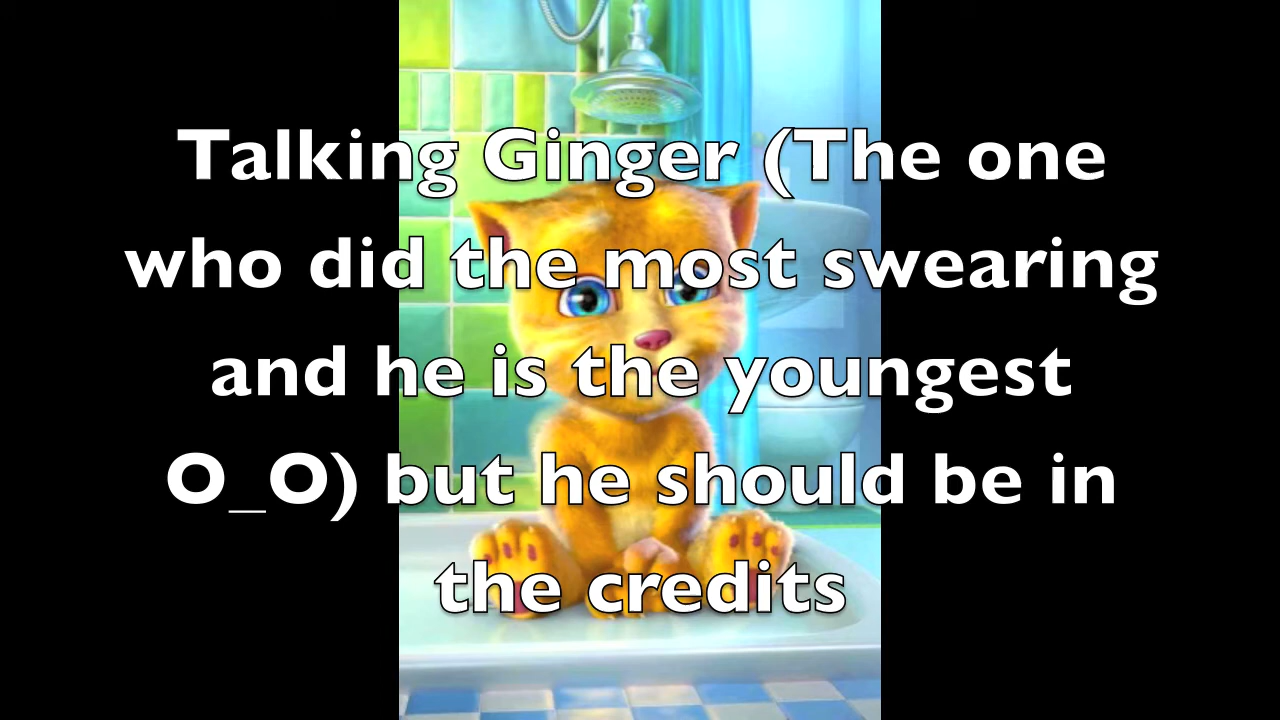 Talking Ginger (The one
who did the most swearing
and he is the youngest
O_O) but he should be in
the credits